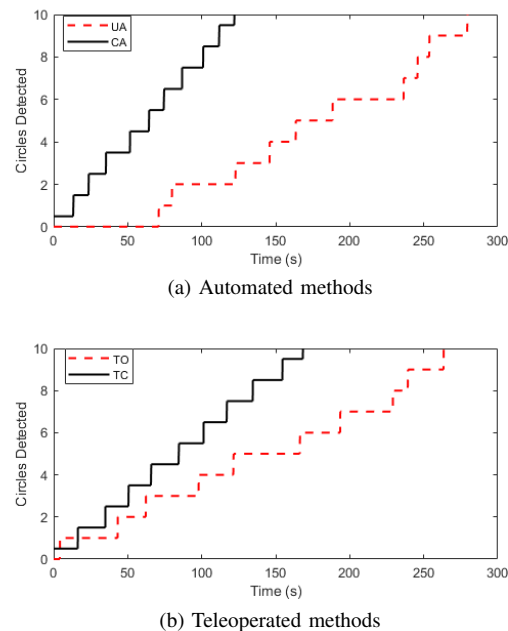 10
8
6
4
2
0
Circles Detected
UA
CA
0 50 100 150 200 250 300
Time (s)
(a) Automated methods
10
8
6
4
2
0
Circles Detected
TO
TC
0 50 100 150 200 250 300
Time (s)
(b) Teleoperated methods